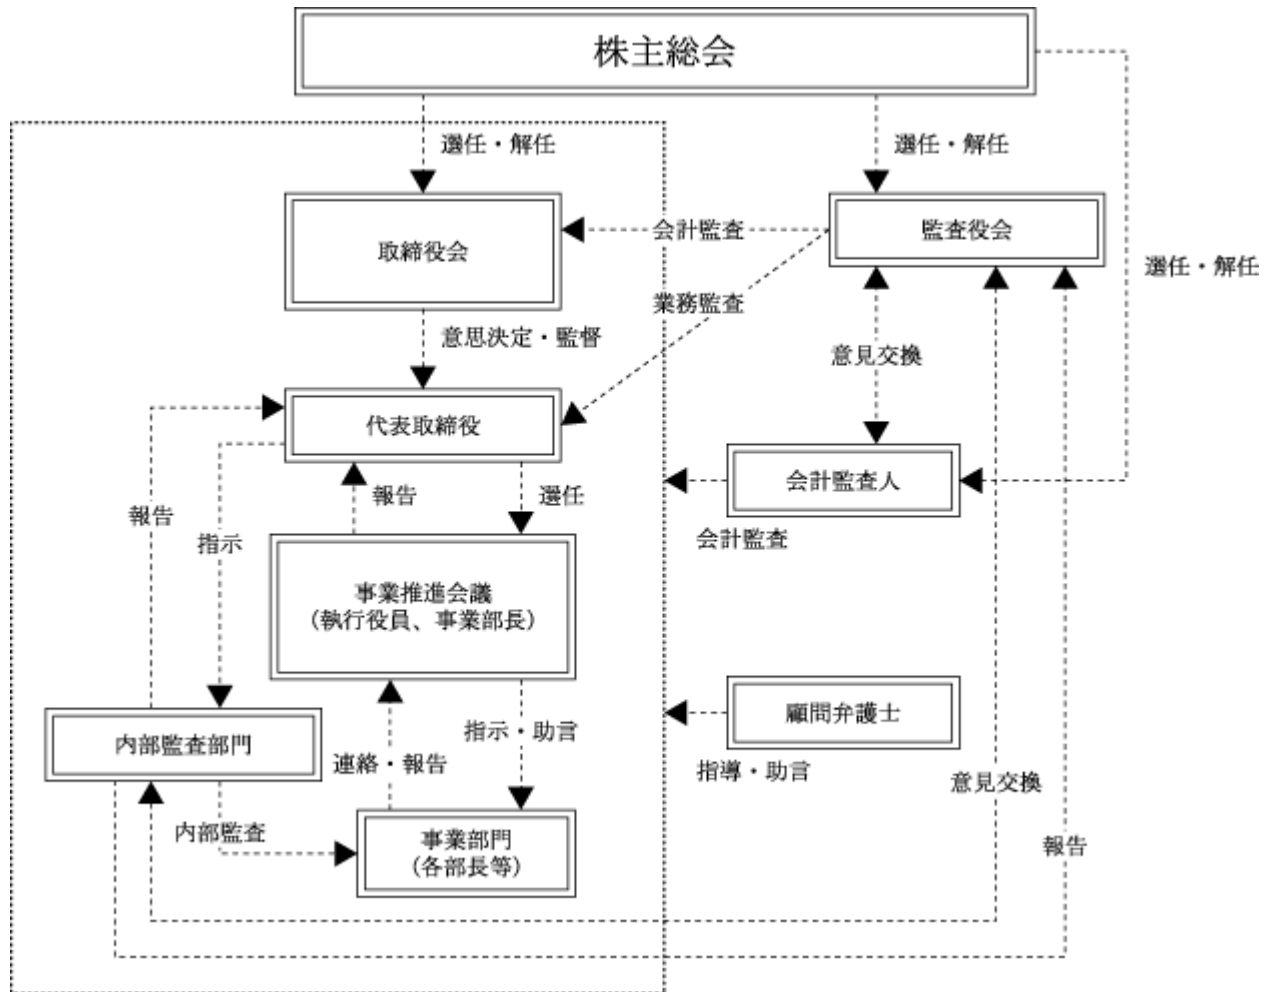 株主総会
選任・解任
選任・解任
取締役会
会計監査
監査役会
選任・解任
業務監査
意思決定・監督
意見交換
代表取締役
報告
選任
会計監査人
報告
指示
会計監査
事業推進会議
(執行役員、事業部長)
顧問弁護士
内部監査部門
指示・助言
連絡・報告
指導・助言
意見交換
内部監査
事業部門
(各部長等)
報告